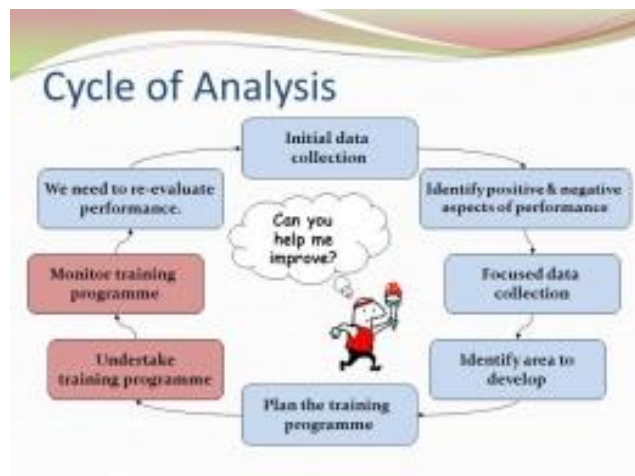 Cycle of Analysis
Initial data
collection
Identify positive & negative
aspects of performance
Focused data
collection
Identify area to
develop
Plan the training
programme
Undertake
training programme
Monitor training
programme
We need to re-evaluate
performance.
Can you
help me
improve?